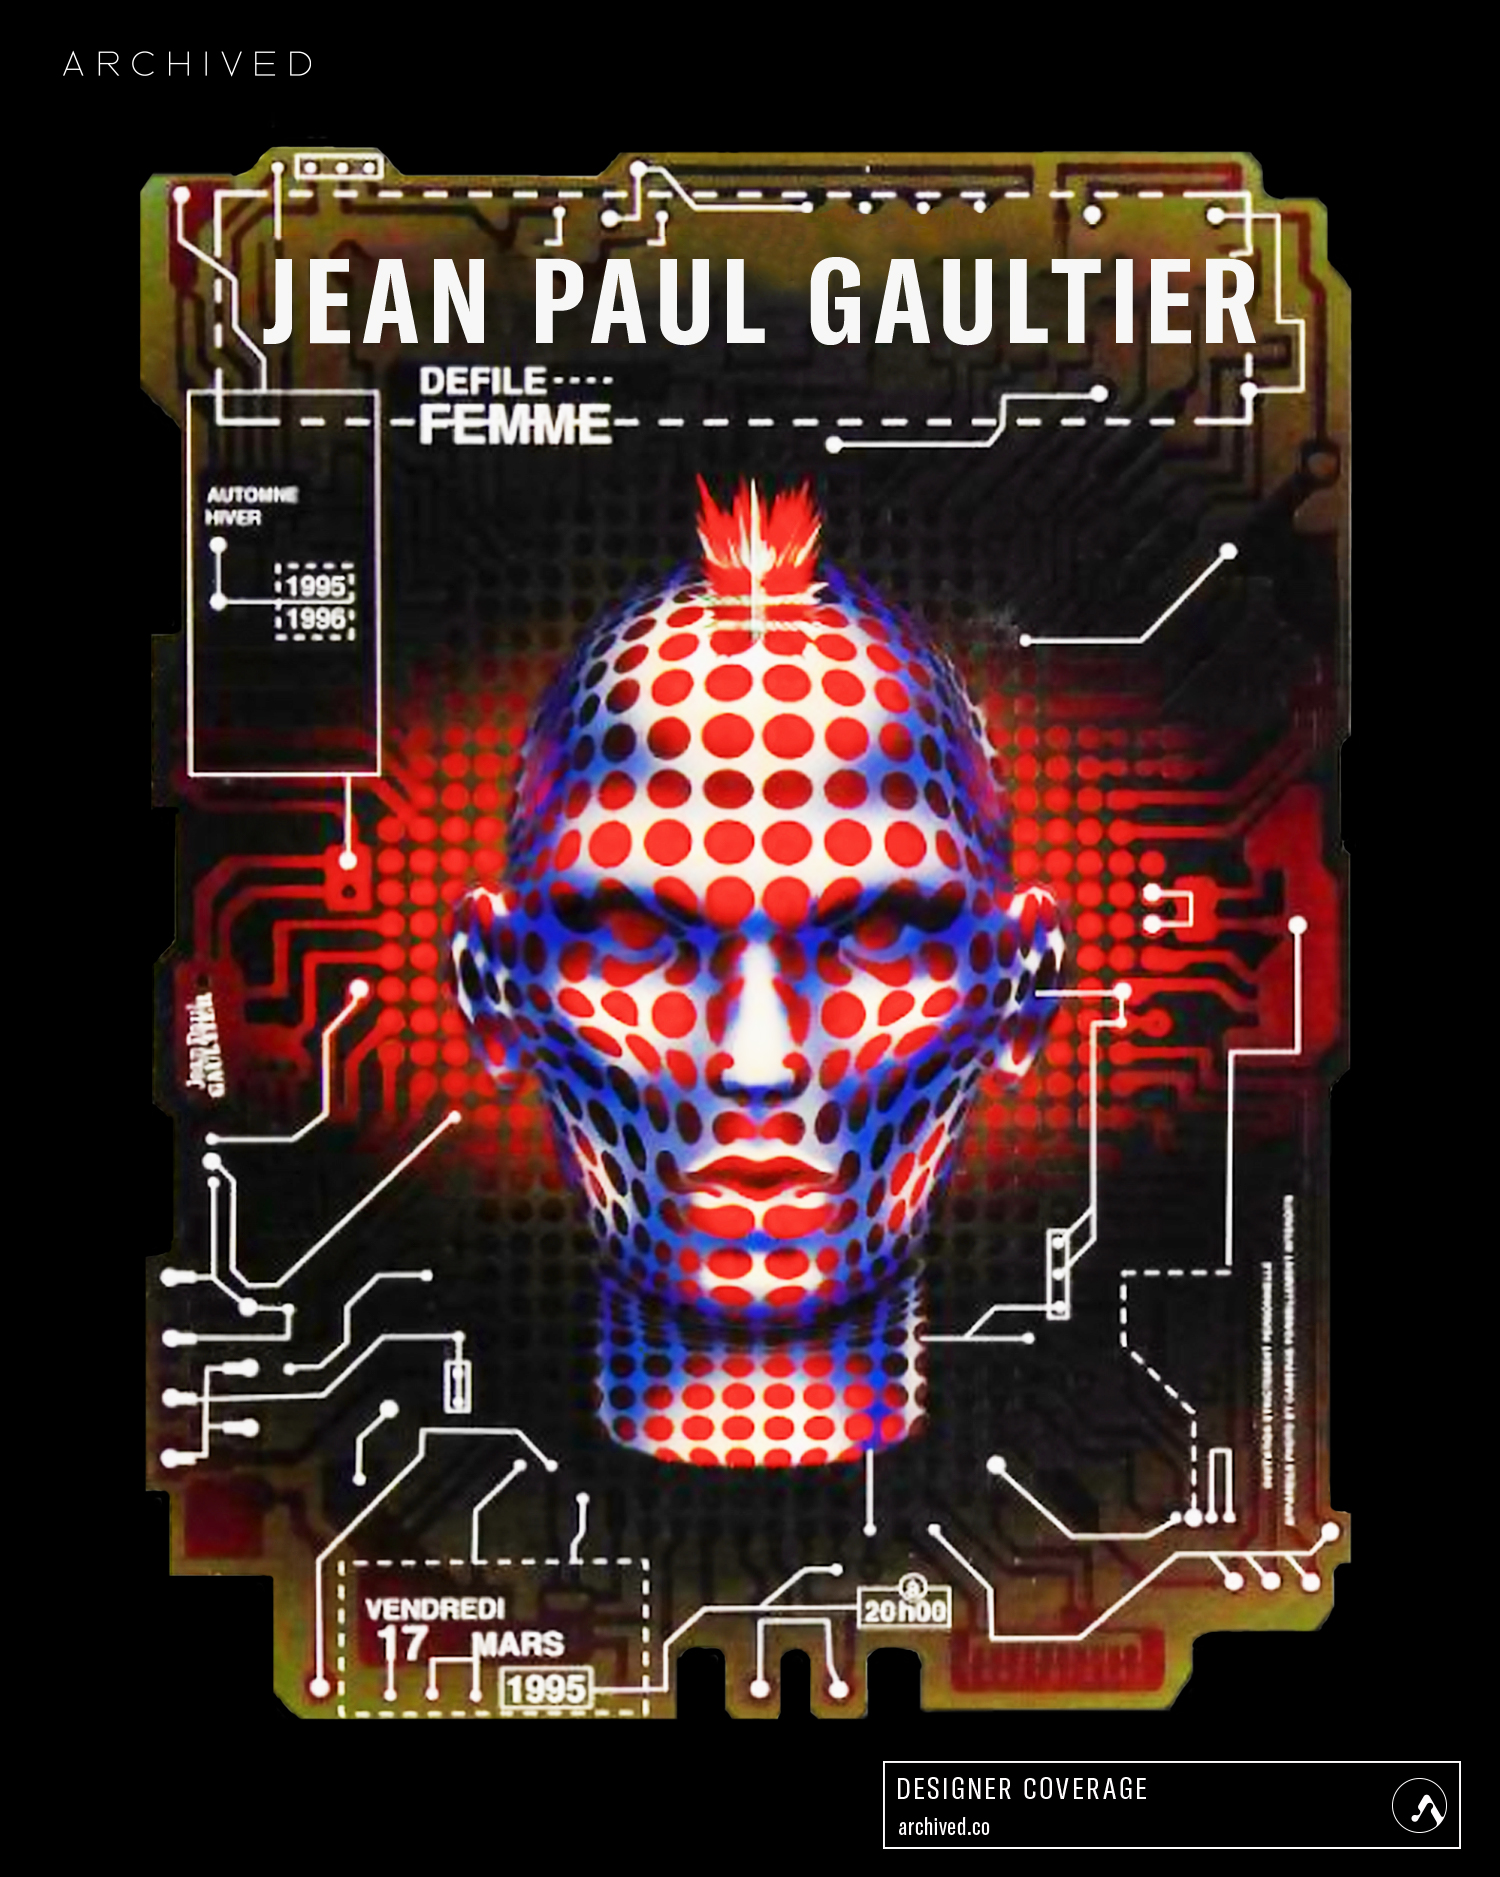 ARCHIVED
JEAN PAUL GAULTIER
DEFILE----
FEMME
AUTOMNE
HIVER
1995
1996
Jean Paul
GAULTIER
VENDREDI
17 MARS
1995
@
20h00
DESIGNER COVERAGE
archived.co